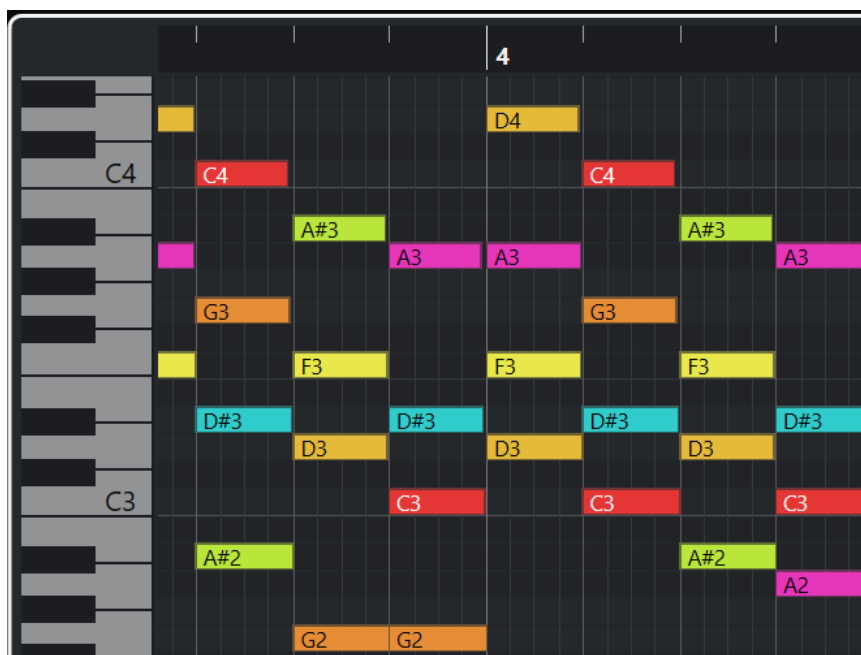 4
D4
C4 C4 C4
A#3 A#3
A3 A3 A3
G3 G3
F3 F3 F3
D#3 D#3 D#3 D#3
D3 D3 D3
C3 C3 C3 C3
A#2 A#2
A2
G2 G2